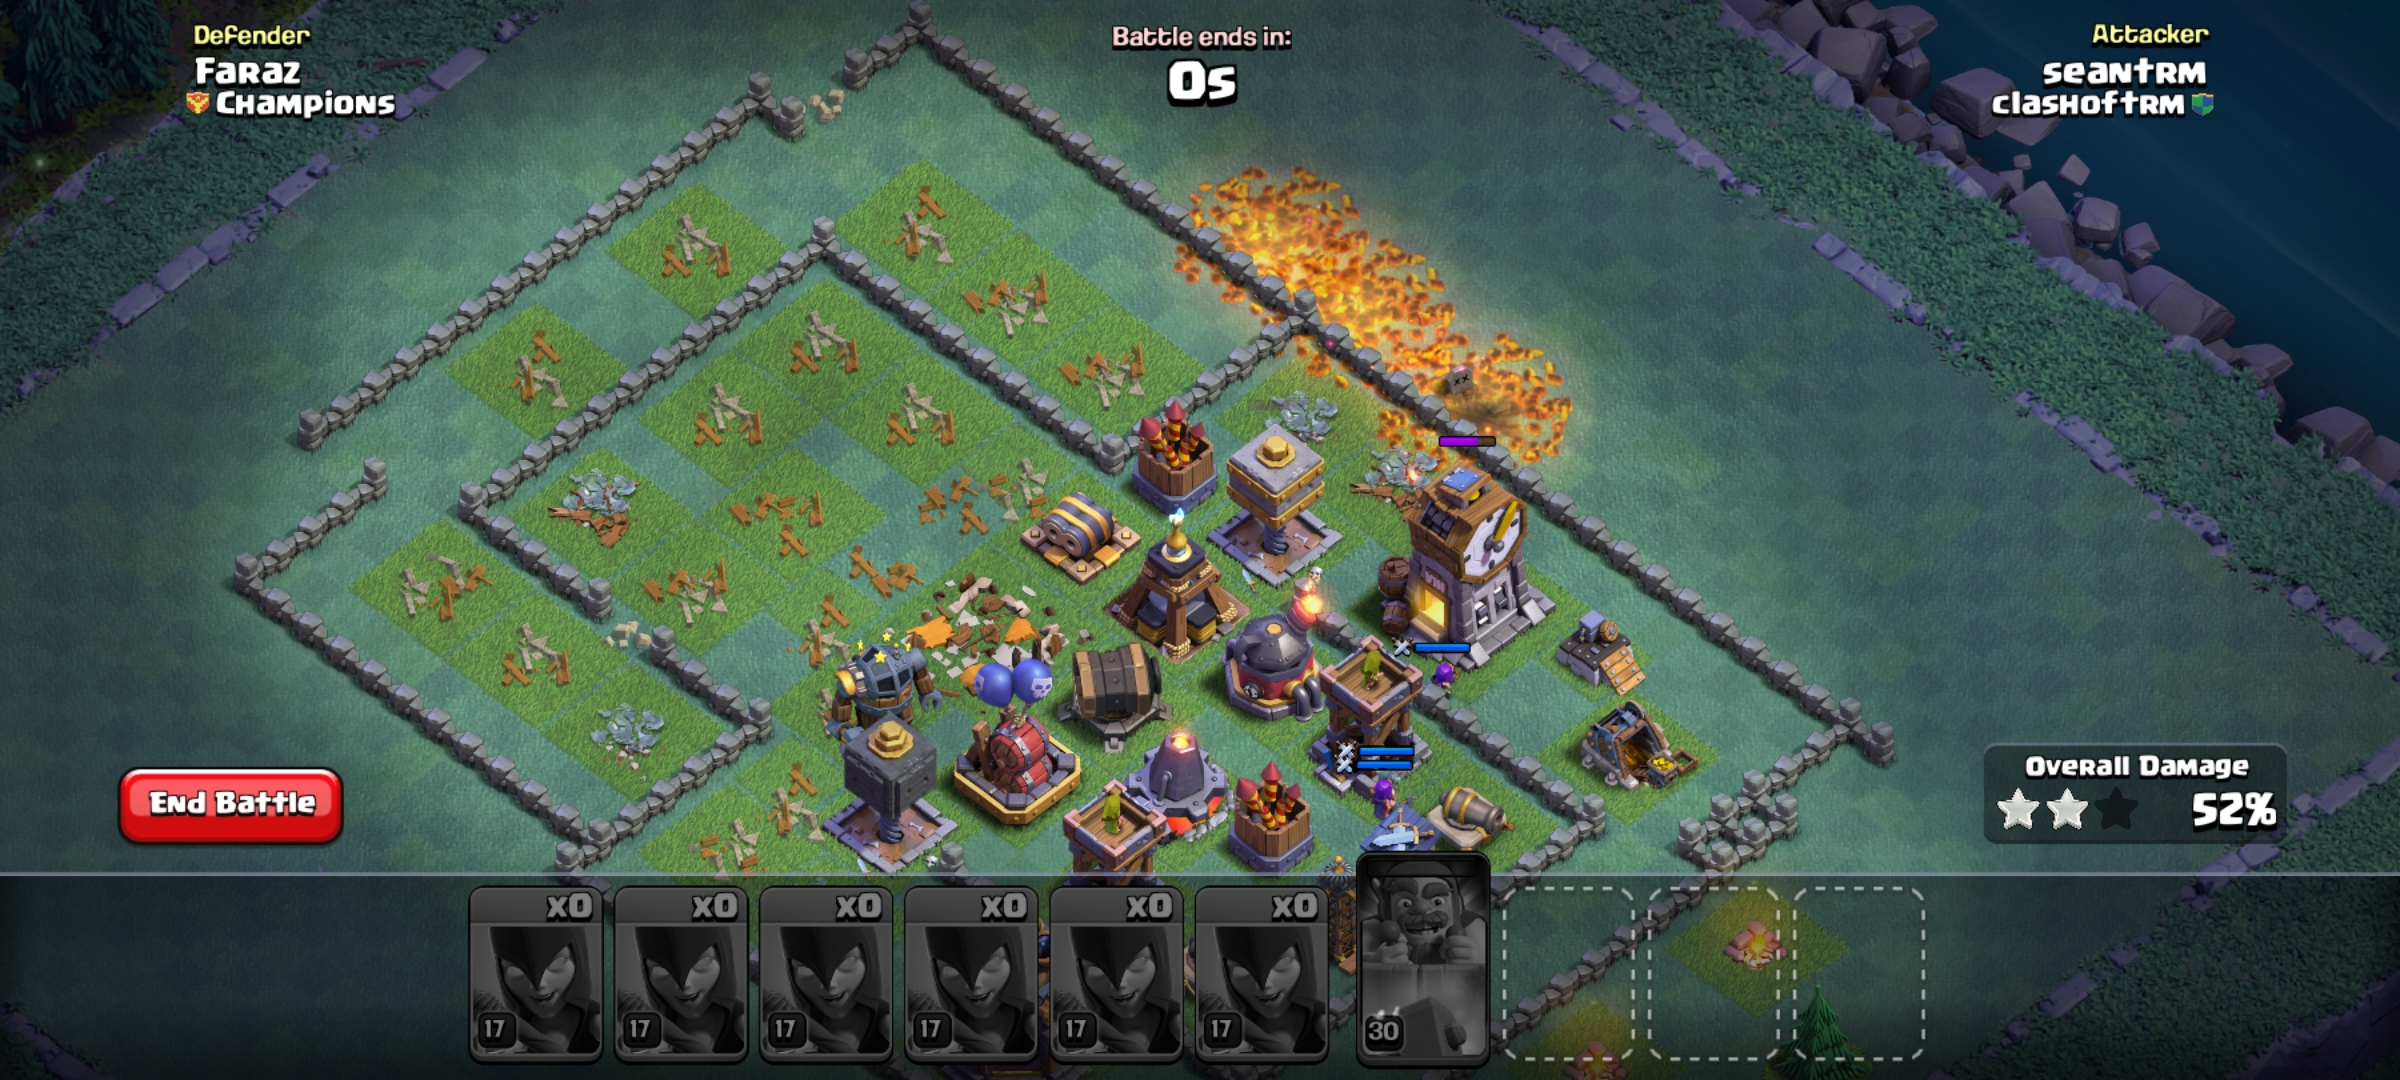 Defender
Faraz
Champions
Battle ends in:
0s
Attacker
seantrm
clashoftrm
End Battle
Overall Damage
52%
x0
x0
x0
x0
x0
x0
17
17
17
17
17
17
30